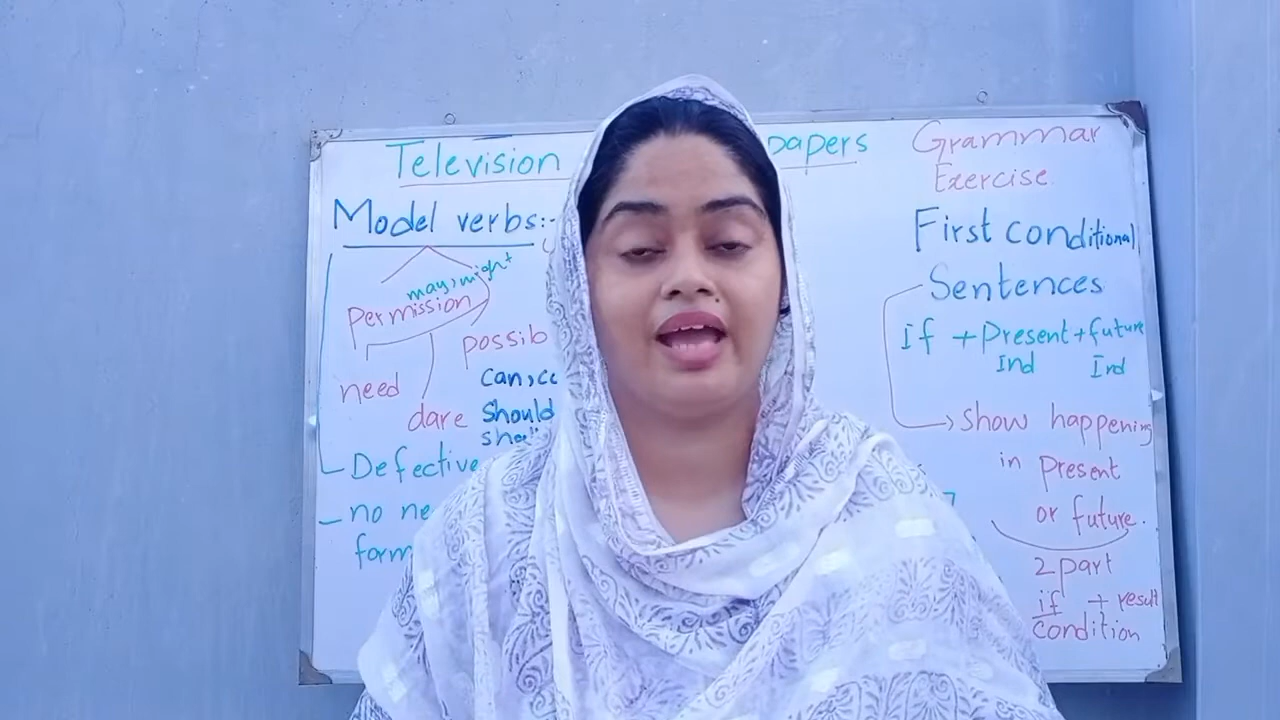 Television
papers
Grammar
Exercise.
Model verbs:-
may, might
Permission
possib
need
can, cc
dare
should
Defective
no ne
form
First conditional
Sentences
If + Present + future
Ind Ind
show happening
in Present
or future.
2 part
if + result
condition